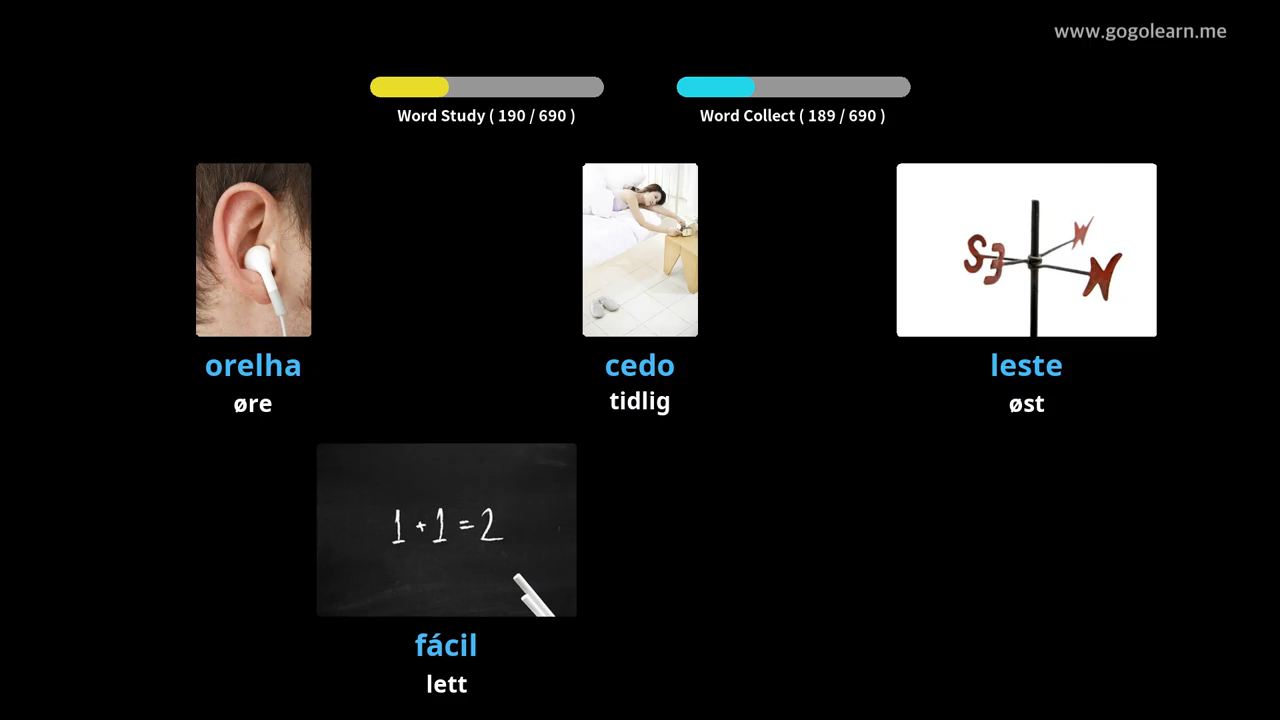 www.gogolearn.me
Word Study ( 190 / 690 )
Word Collect ( 189 / 690 )
S
E
N
orelha
øre
cedo
tidlig
leste
øst
1 + 1 = 2
fácil
lett